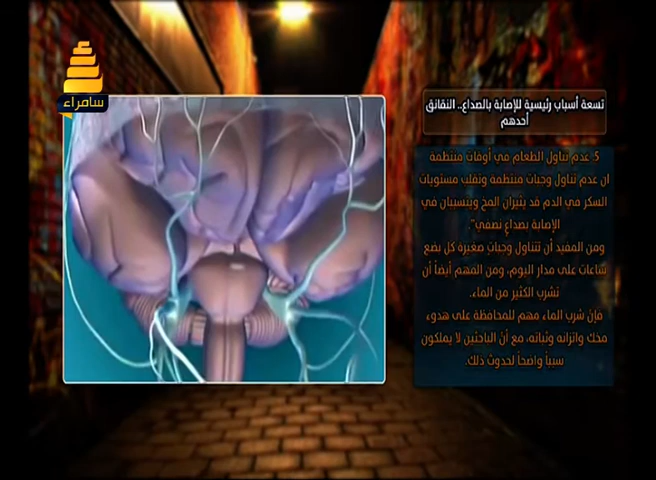 سامراء
تسعة أسباب رئيسية للإصابة بالصداع.. النقانق
أحدهم
5. عدم تناول الطعام في أوقات منتظمة
ان عدم تناول وجبات منتظمة وتقلب مستويات
السكر في الدم قد يثيران المخ ويتسببان في
الإصابة بصداع نصفي".
ومن المفيد أن تتناول وجبات صغيرة كل بضع
ساعات على مدار اليوم، ومن المهم أيضاً أن
تشرب الكثير من الماء.
فإن شرب الماء مهم للمحافظة على هدوء
مخك واتزانه وثباته، مع أنّ الباحثين لا يملكون
سبباً واضحاً لحدوث ذلك.